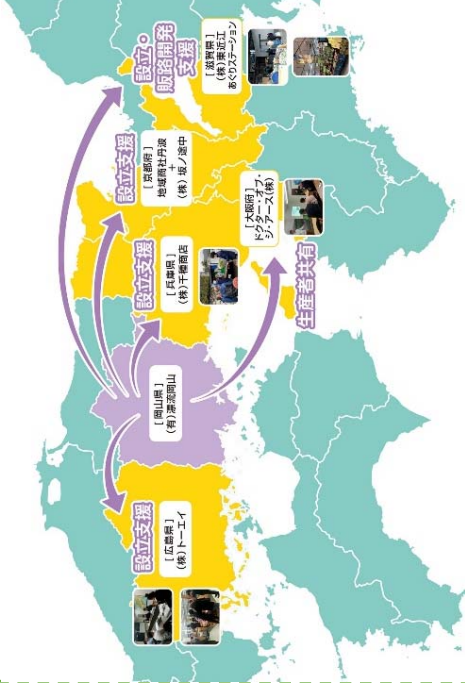 設立支援
[広島県]
(株)トーエイ
[岡山県]
(有)漂流岡山
設立支援
[兵庫県]
(株)千種商店
設立支援
[京都府]
地域商社丹波
+
(株)坂ノ途中
設立・
販路開発
支援
[滋賀県]
(株)東近江
あぐりステーション
[大阪府]
ドクター・オブ・
ジ・アース(株)
生産者共有